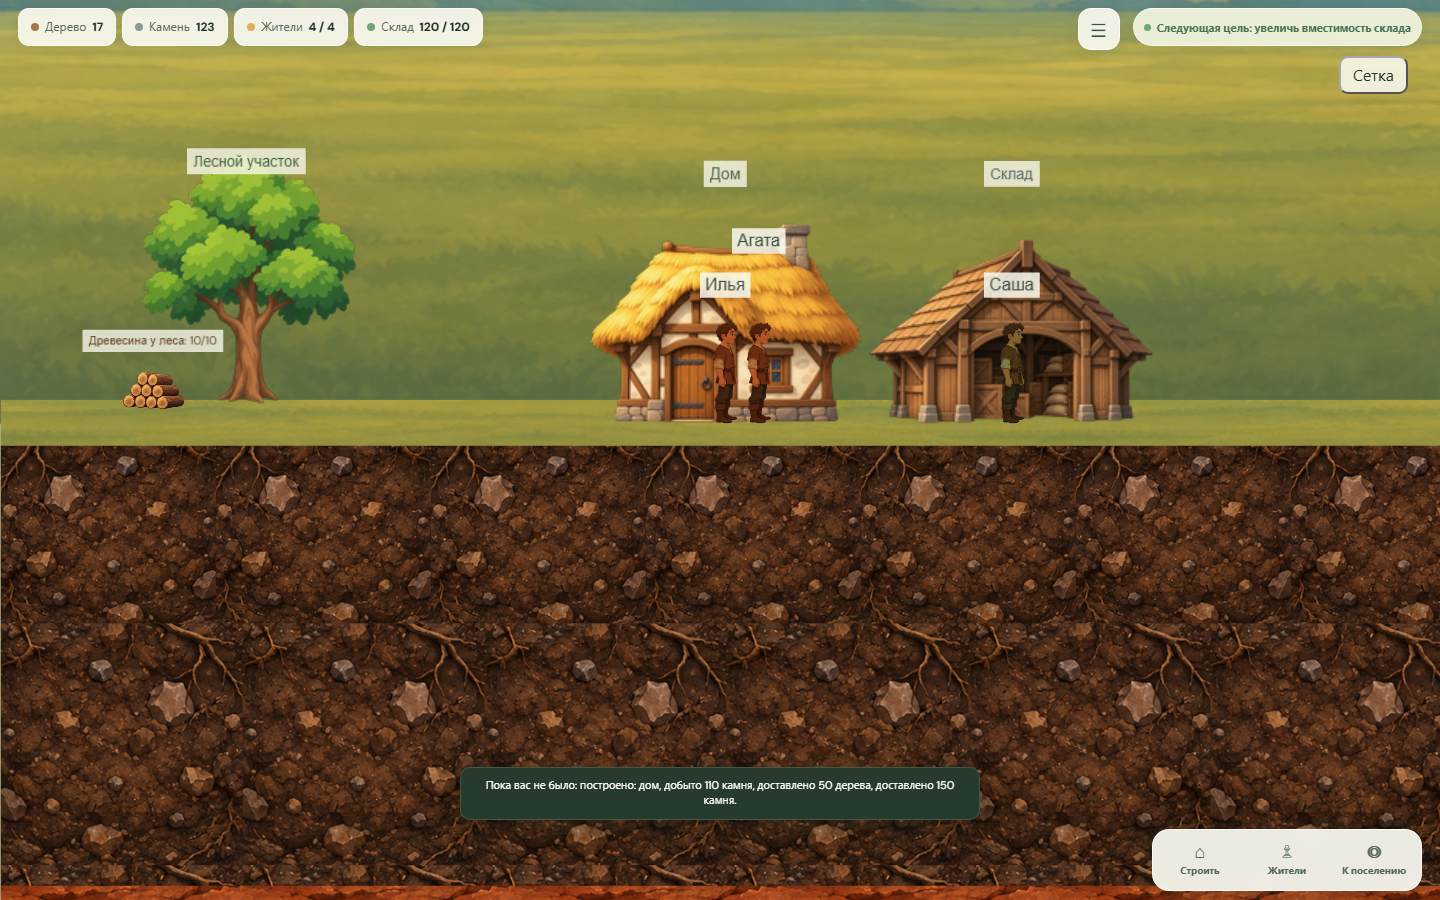 Дерево 17
Камень 123
Жители 4 / 4
Склад 120 / 120
Следующая цель: увеличь вместимость склада
Сетка
Лесной участок
Дом
Склад
Агата
Илья
Саша
Древесина у леса: 10/10
Пока вас не было: построено: дом, добыто 110 камня, доставлено 50 дерева, доставлено 150
камня.
Строить
Жители
К поселению